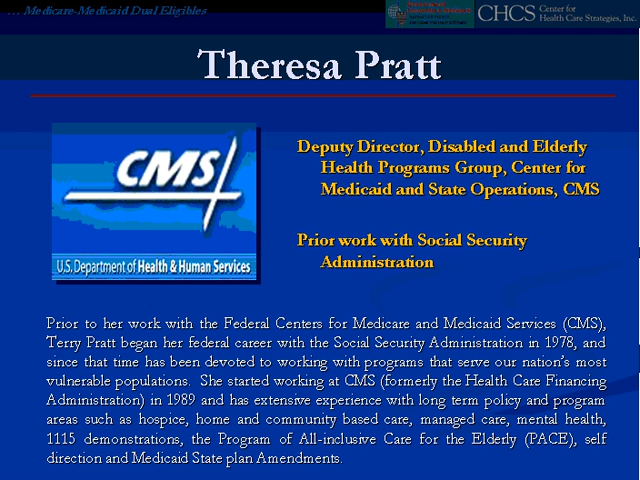 … Medicare-Medicaid Dual Eligibles
CHCS Center for
Health Care Strategies, Inc.
Theresa Pratt
CMS
U.S. Department of Health & Human Services
Deputy Director, Disabled and Elderly
Health Programs Group, Center for
Medicaid and State Operations, CMS
Prior work with Social Security
Administration
Prior to her work with the Federal Centers for Medicare and Medicaid Services (CMS),
Terry Pratt began her federal career with the Social Security Administration in 1978, and
since that time has been devoted to working with programs that serve our nation's most
vulnerable populations. She started working at CMS (formerly the Health Care Financing
Administration) in 1989 and has extensive experience with long term policy and program
areas such as hospice, home and community based care, managed care, mental health,
1115 demonstrations, the Program of All-inclusive Care for the Elderly (PACE), self
direction and Medicaid State plan Amendments.